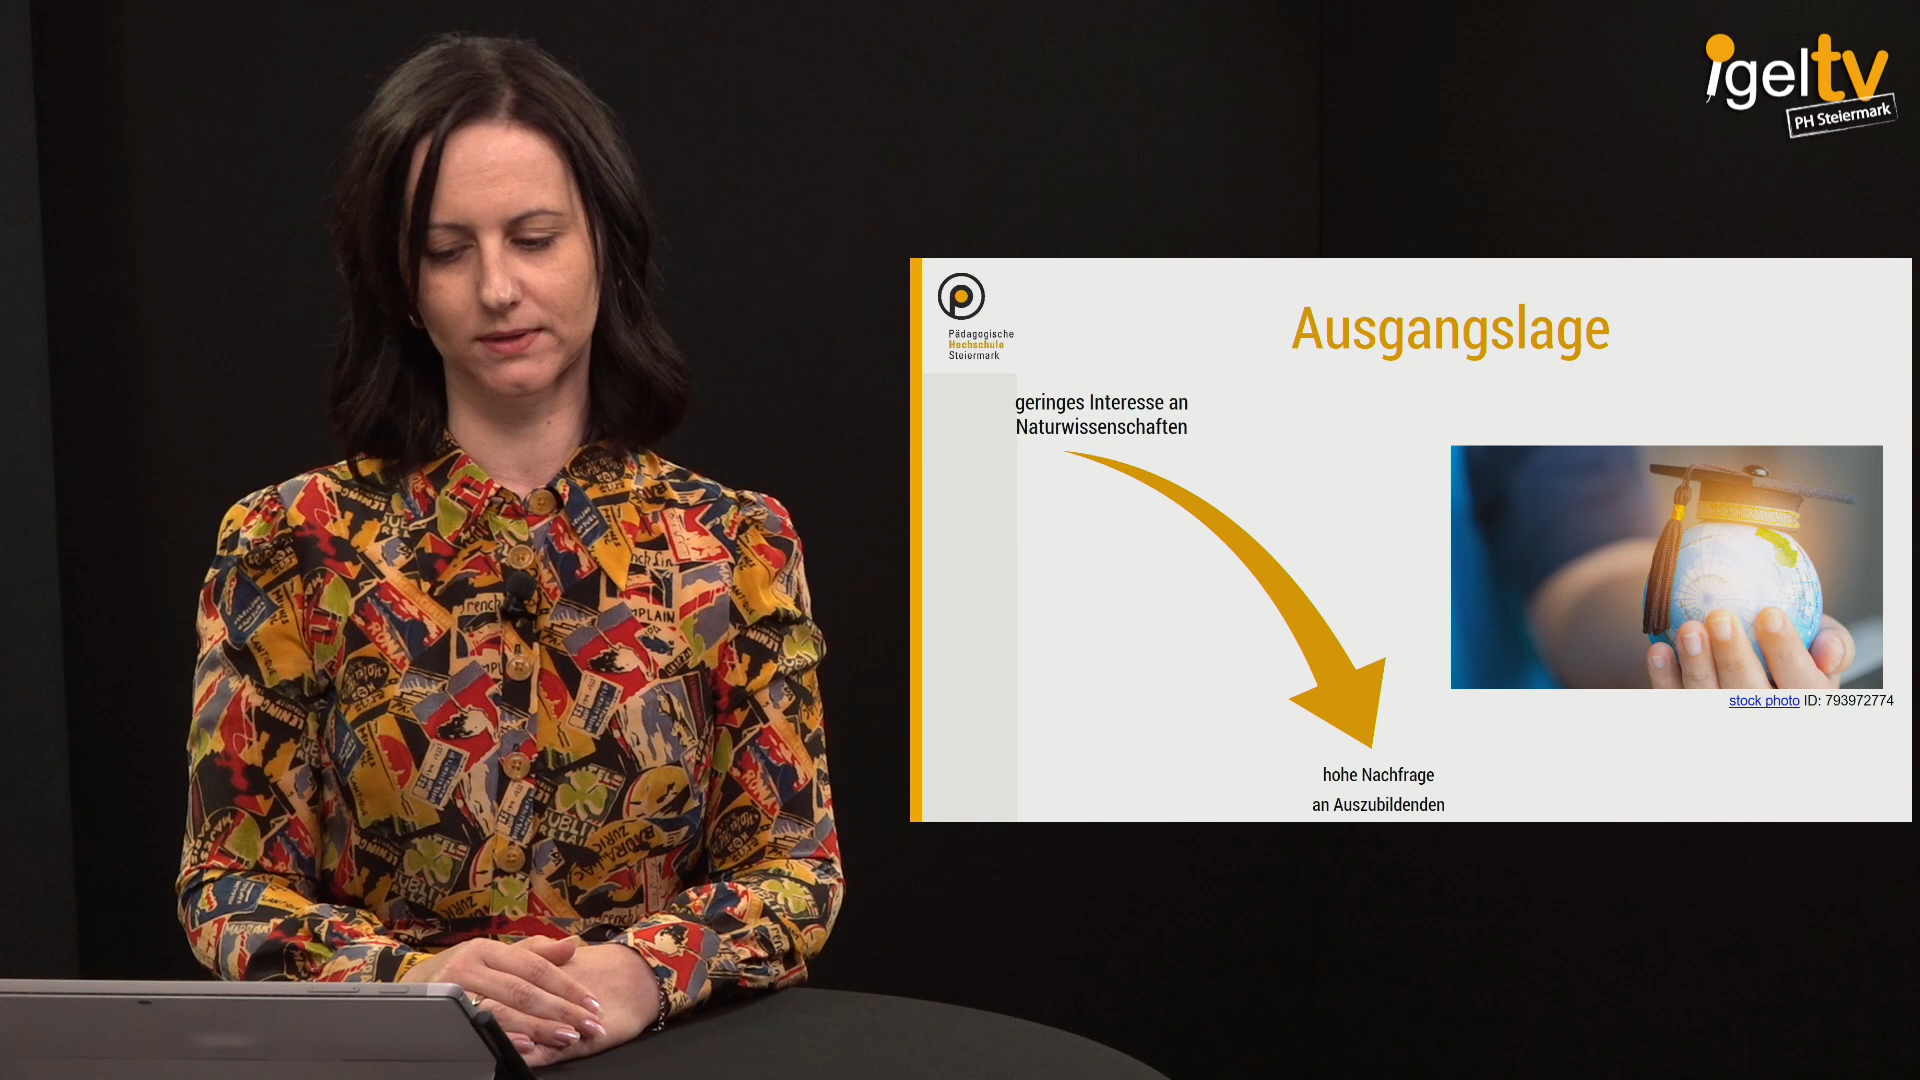 igeltv
PH Steiermark
Pädagogische
Hochschule
Steiermark
Ausgangslage
geringes Interesse an
Naturwissenschaften
stock photo ID: 793972774
hohe Nachfrage
an Auszubildenden